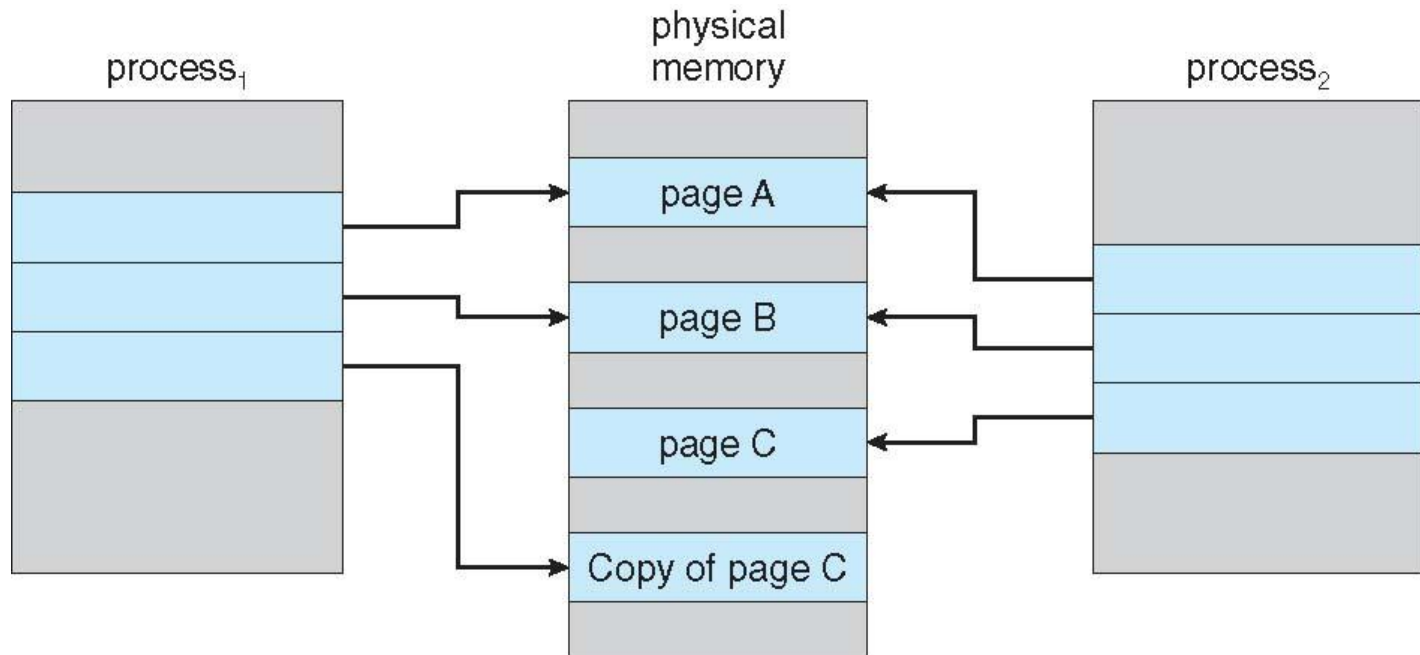 process₁
physical
memory
process₂
page A
page B
page C
Copy of page C